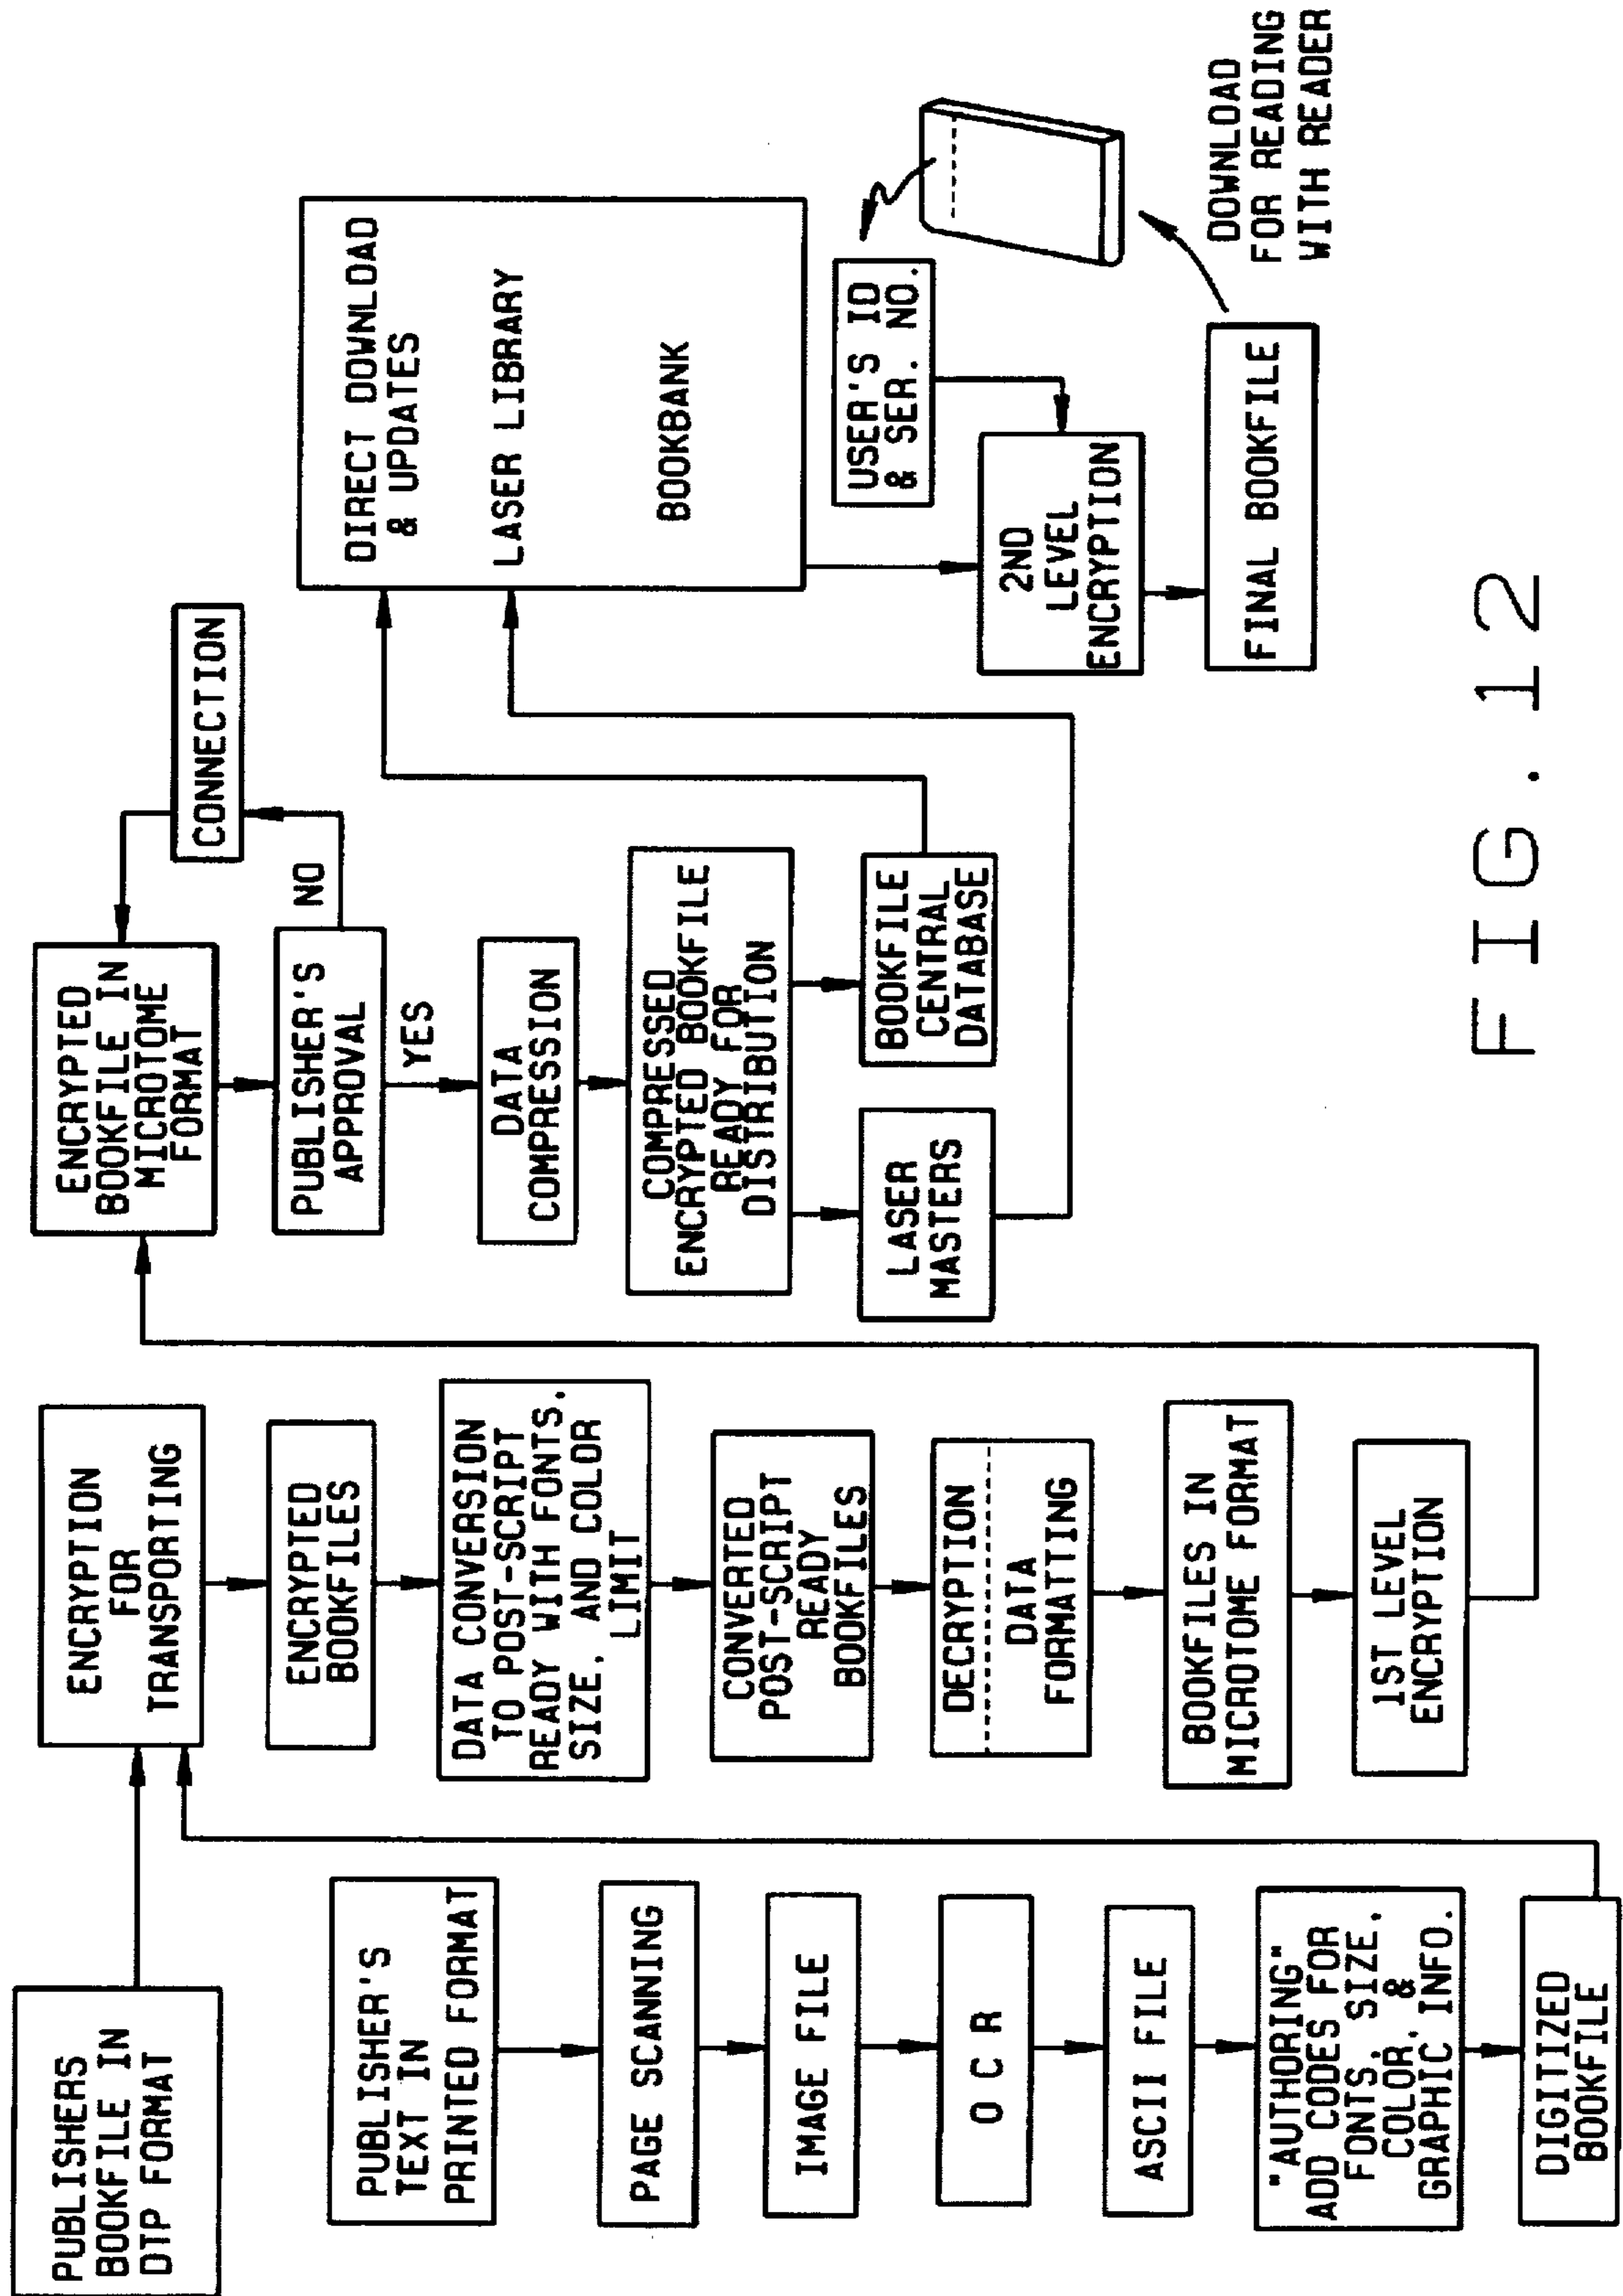 PUBLISHERS
BOOKFILE IN
DTP FORMAT
PUBLISHER'S
TEXT IN
PRINTED FORMAT
PAGE SCANNING
IMAGE FILE
O C R
ASCII FILE
"AUTHORING"
ADD CODES FOR
FONTS, SIZE,
COLOR, &
GRAPHIC INFO.
DIGITIZED
BOOKFILE
ENCRYPTION
FOR
TRANSPORTING
ENCRYPTED
BOOKFILES
DATA CONVERSION
TO POST-SCRIPT
READY WITH FONTS,
SIZE, AND COLOR
LIMIT
CONVERTED
POST-SCRIPT
READY
BOOKFILES
DECRYPTION
DATA
FORMATTING
BOOKFILES IN
MICROTOME FORMAT
1ST LEVEL
ENCRYPTION
ENCRYPTED
BOOKFILE IN
MICROTOME
FORMAT
CONNECTION
PUBLISHER'S
APPROVAL
NO
YES
DATA
COMPRESSION
COMPRESSED
ENCRYPTED BOOKFILE
READY FOR
DISTRIBUTION
LASER
MASTERS
BOOKFILE
CENTRAL
DATABASE
DIRECT DOWNLOAD
& UPDATES
LASER LIBRARY
BOOKBANK
USER'S ID
& SER. NO.
2ND
LEVEL
ENCRYPTION
FINAL BOOKFILE
DOWNLOAD
FOR READING
WITH READER
FIG.12